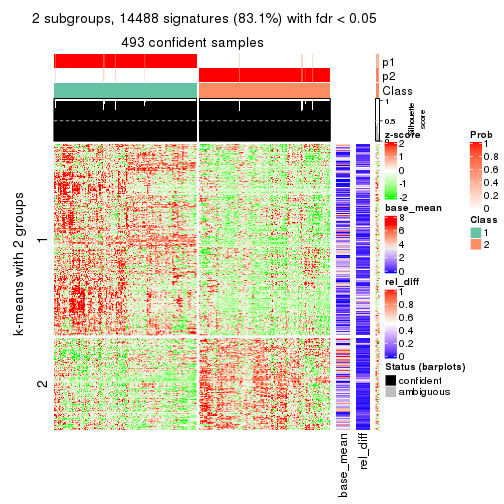 2 subgroups, 14488 signatures (83.1%) with fdr < 0.05
493 confident samples
p1
p2
Class
1
0.5
0
Silhouette
score
k-means with 2 groups
1
2
base_mean
rel_diff
z-score
2
1
0
-1
-2
base_mean
8
6
4
2
0
rel_diff
1
0.8
0.6
0.4
0.2
0
Status (barplots)
confident
ambiguous
Prob
1
0.8
0.6
0.4
0.2
0
Class
1
2